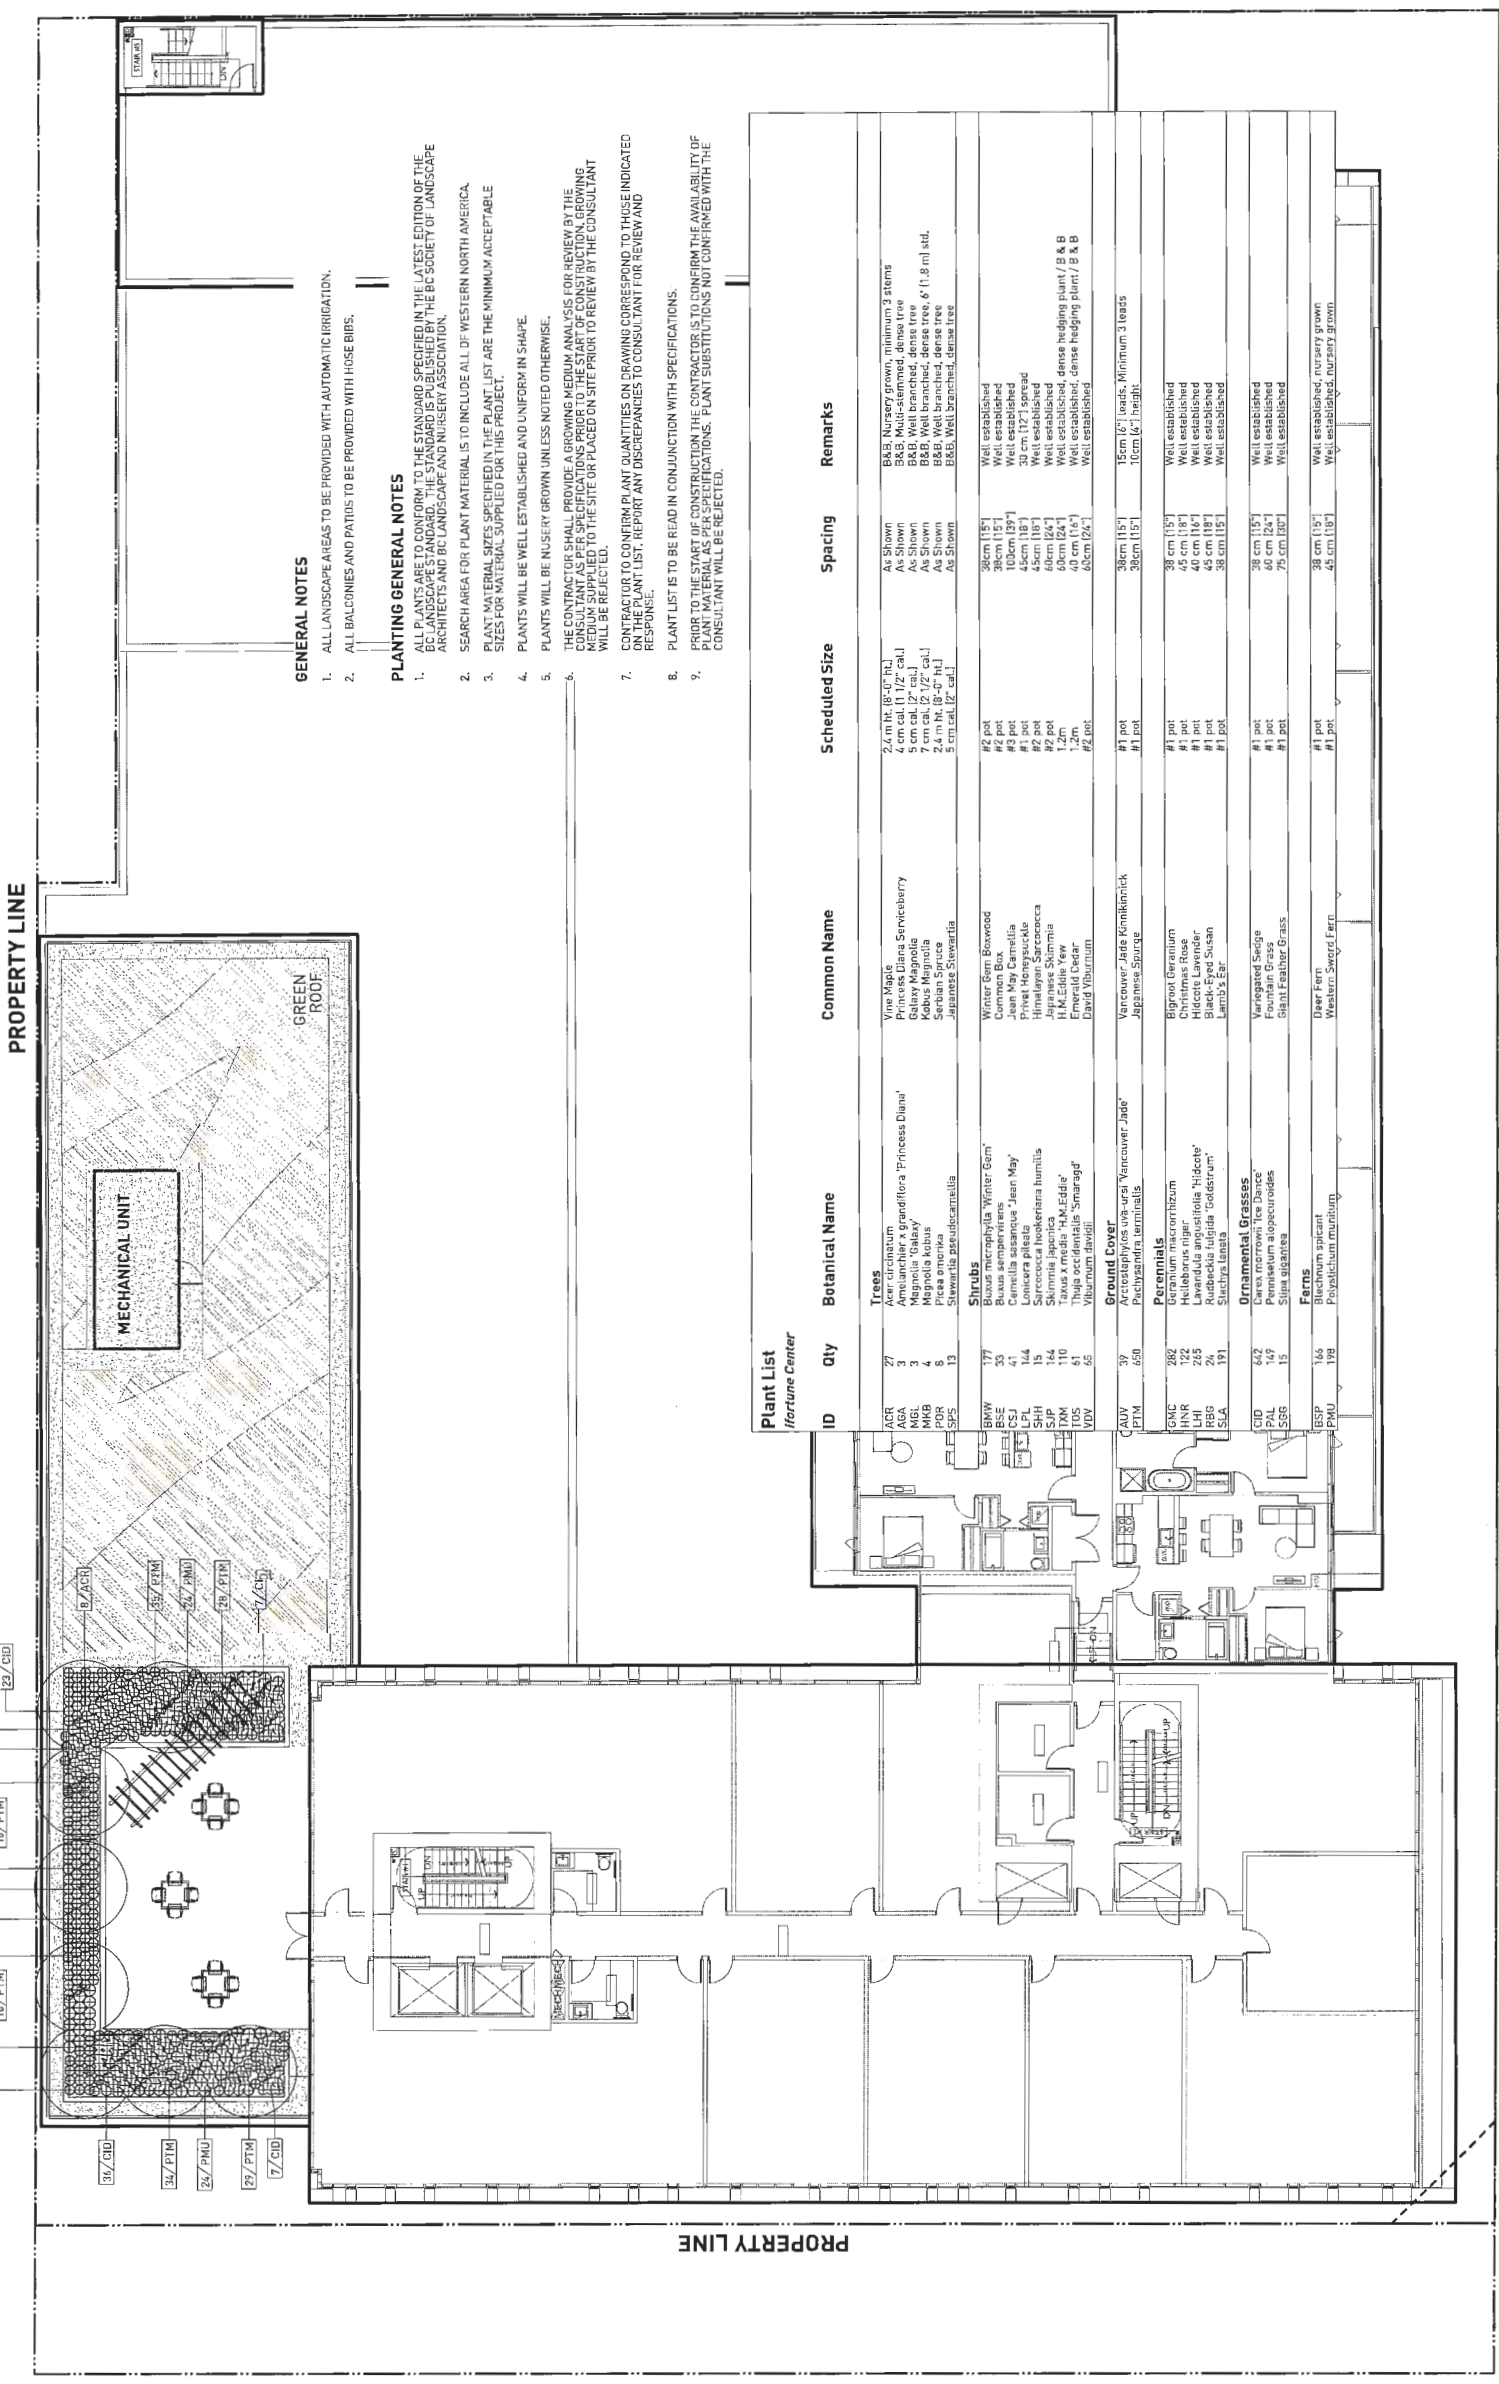 PROPERTY LINE
PROPERTY LINE
STAIR #5
DN
GREEN
ROOF
MECHANICAL UNIT
8/ACR
35/PTM
24/PMU
28/PTM
23/CID
36/CID
34/PTM
24/PMU
29/PTM
7/CID
GENERAL NOTES
1. ALL LANDSCAPE AREAS TO BE PROVIDED WITH AUTOMATIC IRRIGATION.
2. ALL BALCONIES AND PATIOS TO BE PROVIDED WITH HOSE BIBS.
PLANTING GENERAL NOTES
1. ALL PLANTS ARE TO CONFORM TO THE STANDARD SPECIFIED IN THE LATEST EDITION OF THE
BC LANDSCAPE STANDARD. THE STANDARD IS PUBLISHED BY THE BC SOCIETY OF LANDSCAPE
ARCHITECTS AND BC LANDSCAPE AND NURSERY ASSOCIATION.
2. SEARCH AREA FOR PLANT MATERIAL IS TO INCLUDE ALL OF WESTERN NORTH AMERICA.
3. PLANT MATERIAL SIZES SPECIFIED IN THE PLANT LIST ARE THE MINIMUM ACCEPTABLE
SIZES FOR MATERIAL SUPPLIED FOR THIS PROJECT.
4. PLANTS WILL BE WELL ESTABLISHED AND UNIFORM IN SHAPE.
5. PLANTS WILL BE NUSERY GROWN UNLESS NOTED OTHERWISE.
6. THE CONTRACTOR SHALL PROVIDE A GROWING MEDIUM ANALYSIS FOR REVIEW BY THE
CONSULTANT AS PER SPECIFICATIONS PRIOR TO THE START OF CONSTRUCTION. GROWING
MEDIUM SUPPLIED TO THE SITE OR PLACED ON SITE PRIOR TO REVIEW BY THE CONSULTANT
WILL BE REJECTED.
7. CONTRACTOR TO CONFIRM PLANT QUANTITIES ON DRAWING CORRESPOND TO THOSE INDICATED
ON THE PLANT LIST. REPORT ANY DISCREPANCIES TO CONSULTANT FOR REVIEW AND
RESPONSE.
8. PLANT LIST IS TO BE READ IN CONJUNCTION WITH SPECIFICATIONS.
9. PRIOR TO THE START OF CONSTRUCTION THE CONTRACTOR IS TO CONFIRM THE AVAILABILITY OF
PLANT MATERIAL AS PER SPECIFICATIONS. PLANT SUBSTITUTIONS NOT CONFIRMED WITH THE
CONSULTANT WILL BE REJECTED.
Plant List
Ifortune Center
ID Qty Botanical Name Common Name Scheduled Size Spacing Remarks
Trees
ACR 27 Acer circinatum Vine Maple 2.4 m ht. (8'-0" ht.) As Shown B&B, Nursery grown, minimum 3 stems
AGA 3 Amelanchier x grandiflora 'Princess Diana' Princess Diana Serviceberry 4 cm cal. (1 1/2" cal.) As Shown B&B, Multi-stemmed, dense tree
MGL 3 Magnolia 'Galaxy' Galaxy Magnolia 5 cm cal. (2" cal.) As Shown B&B, Well branched, dense tree
MKB 4 Magnolia kobus Kobus Magnolia 7 cm cal. (2 1/2" cal.) As Shown B&B, Well branched, dense tree, 6' (1.8 m) std.
POR 8 Picea omorika Serbian Spruce 2.4 m ht. (8'-0" ht.) As Shown B&B, Well branched, dense tree
SPS 13 Stewartia pseudocamellia Japanese Stewartia 5 cm cal. (2" cal.) As Shown B&B, Well branched, dense tree
Shrubs
BMW 177 Buxus microphylla 'Winter Gem' Winter Gem Boxwood #2 pot 38cm (15") Well established
BSE 33 Buxus sempervirens Common Box #2 pot 38cm (15") Well established
CSJ 41 Camellia sasanqua 'Jean May' Jean May Camellia #3 pot 100cm (39") Well established
LPL 144 Lonicera pileata Privet Honeysuckle #1 pot 45cm (18") 30 cm (12") spread
SHH 15 Sarcococca hookeriana humilis Himalayan Sarcococca #2 pot 45cm (18") Well established
SJP 164 Skimmia japonica Japanese Skimmia #2 pot 60cm (24") Well established
TXM 110 Taxus x media 'H.M.Eddie' H.M.Eddie Yew 1.2m 60cm (24") Well established, dense hedging plant / B & B
TOS 61 Thuja occidentalis 'Smaragd' Emerald Cedar 1.2m 40 cm (16") Well established, dense hedging plant / B & B
VDV 65 Viburnum davidii David Viburnum #2 pot 60cm (24") Well established
Ground Cover
AUV 39 Arctostaphylos uva-ursi 'Vancouver Jade' Vancouver Jade Kinnikinnick #1 pot 38cm (15") 15cm (6") leads, Minimum 3 leads
PTM 650 Pachysandra terminalis Japanese Spurge #1 pot 38cm (15") 10cm (4") height
Perennials
GMC 282 Geranium macrorrhizum Bigroot Geranium #1 pot 38 cm (15") Well established
HNR 122 Helleborus niger Christmas Rose #1 pot 45 cm (18") Well established
LHI 265 Lavandula angustifolia 'Hidcote' Hidcote Lavender #1 pot 40 cm (16") Well established
RBG 24 Rudbeckia fulgida 'Goldstrum' Black-Eyed Susan #1 pot 45 cm (18") Well established
SLA 191 Stachys lanata Lamb's Ear #1 pot 38 cm (15") Well established
Ornamental Grasses
CID 642 Carex morrowii 'Ice Dance' Variegated Sedge #1 pot 38 cm (15") Well established
PAL 149 Pennisetum alopecuroides Fountain Grass #1 pot 60 cm (24") Well established
SGG 15 Stipa gigantea Giant Feather Grass #1 pot 75 cm (30") Well established
Ferns
BSP 166 Blechnum spicant Deer Fern #1 pot 38 cm (15") Well established, nursery grown
PMU 198 Polystichum munitum Western Sword Fern #1 pot 45 cm (18") Well established, nursery grown
UP
DN
UP
DN
UP
MECH
MECH